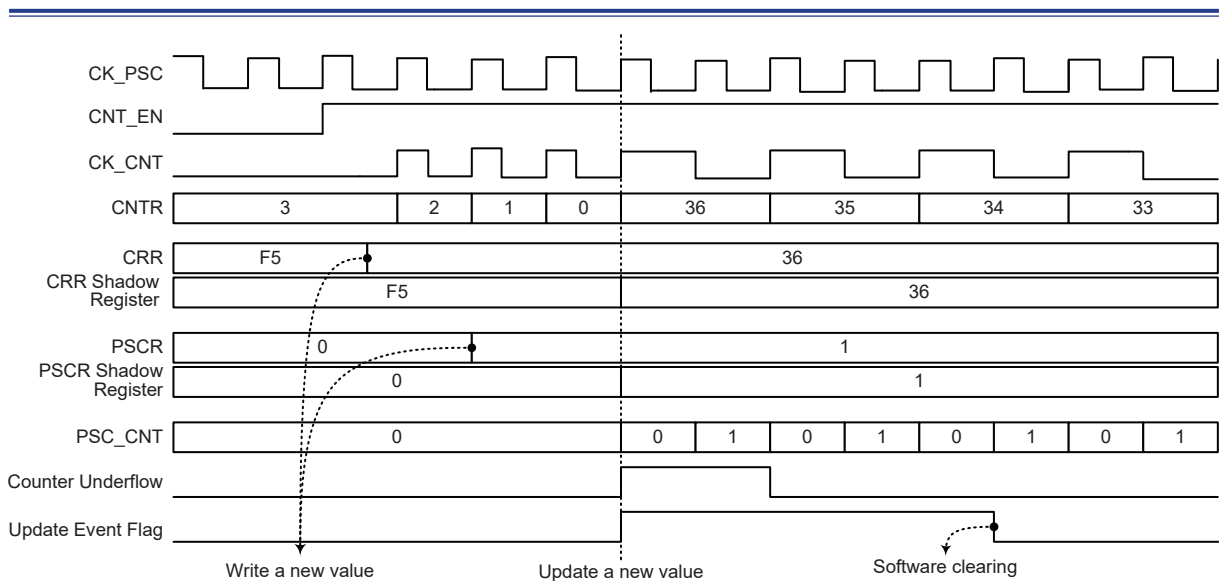 CK_PSC
CNT_EN
CK_CNT
CNTR 3 2 1 0 36 35 34 33
CRR F5 36
CRR Shadow
Register F5 36
PSCR 0 1
PSCR Shadow
Register 0 1
PSC_CNT 0 0 1 0 1 0 1 0 1
Counter Underflow
Update Event Flag
Write a new value Update a new value Software clearing